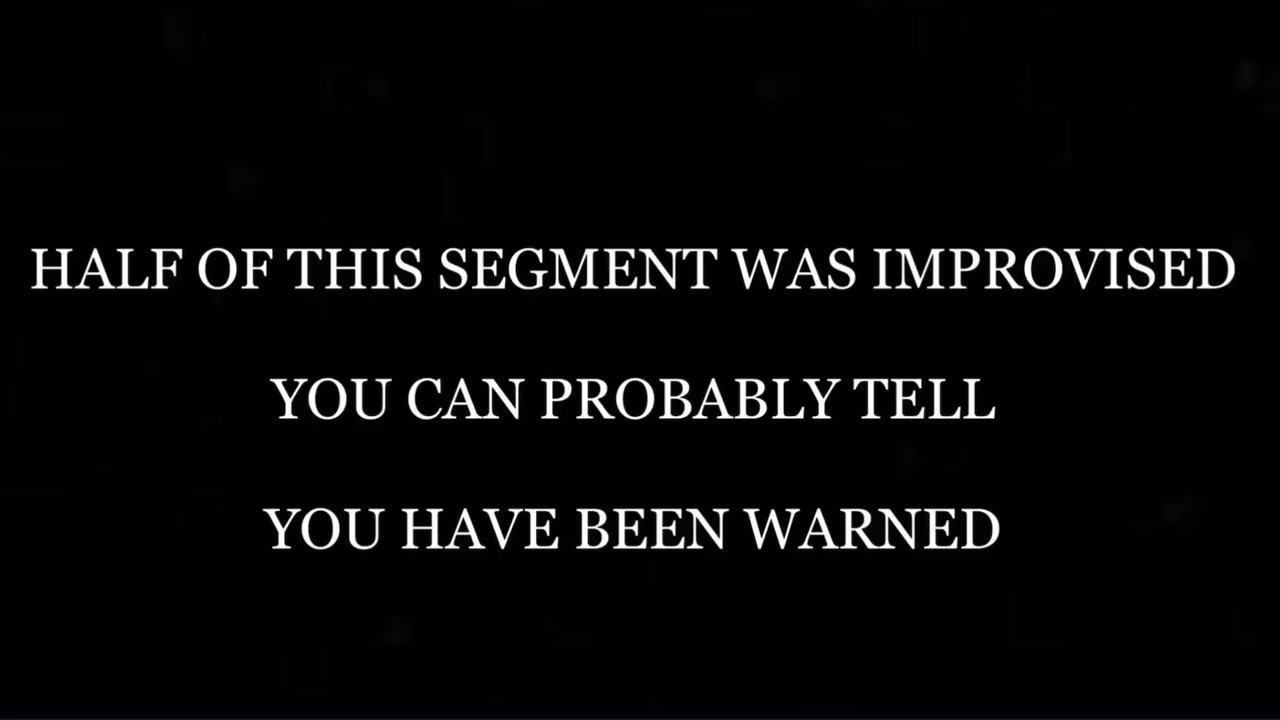 HALF OF THIS SEGMENT WAS IMPROVISED
YOU CAN PROBABLY TELL
YOU HAVE BEEN WARNED